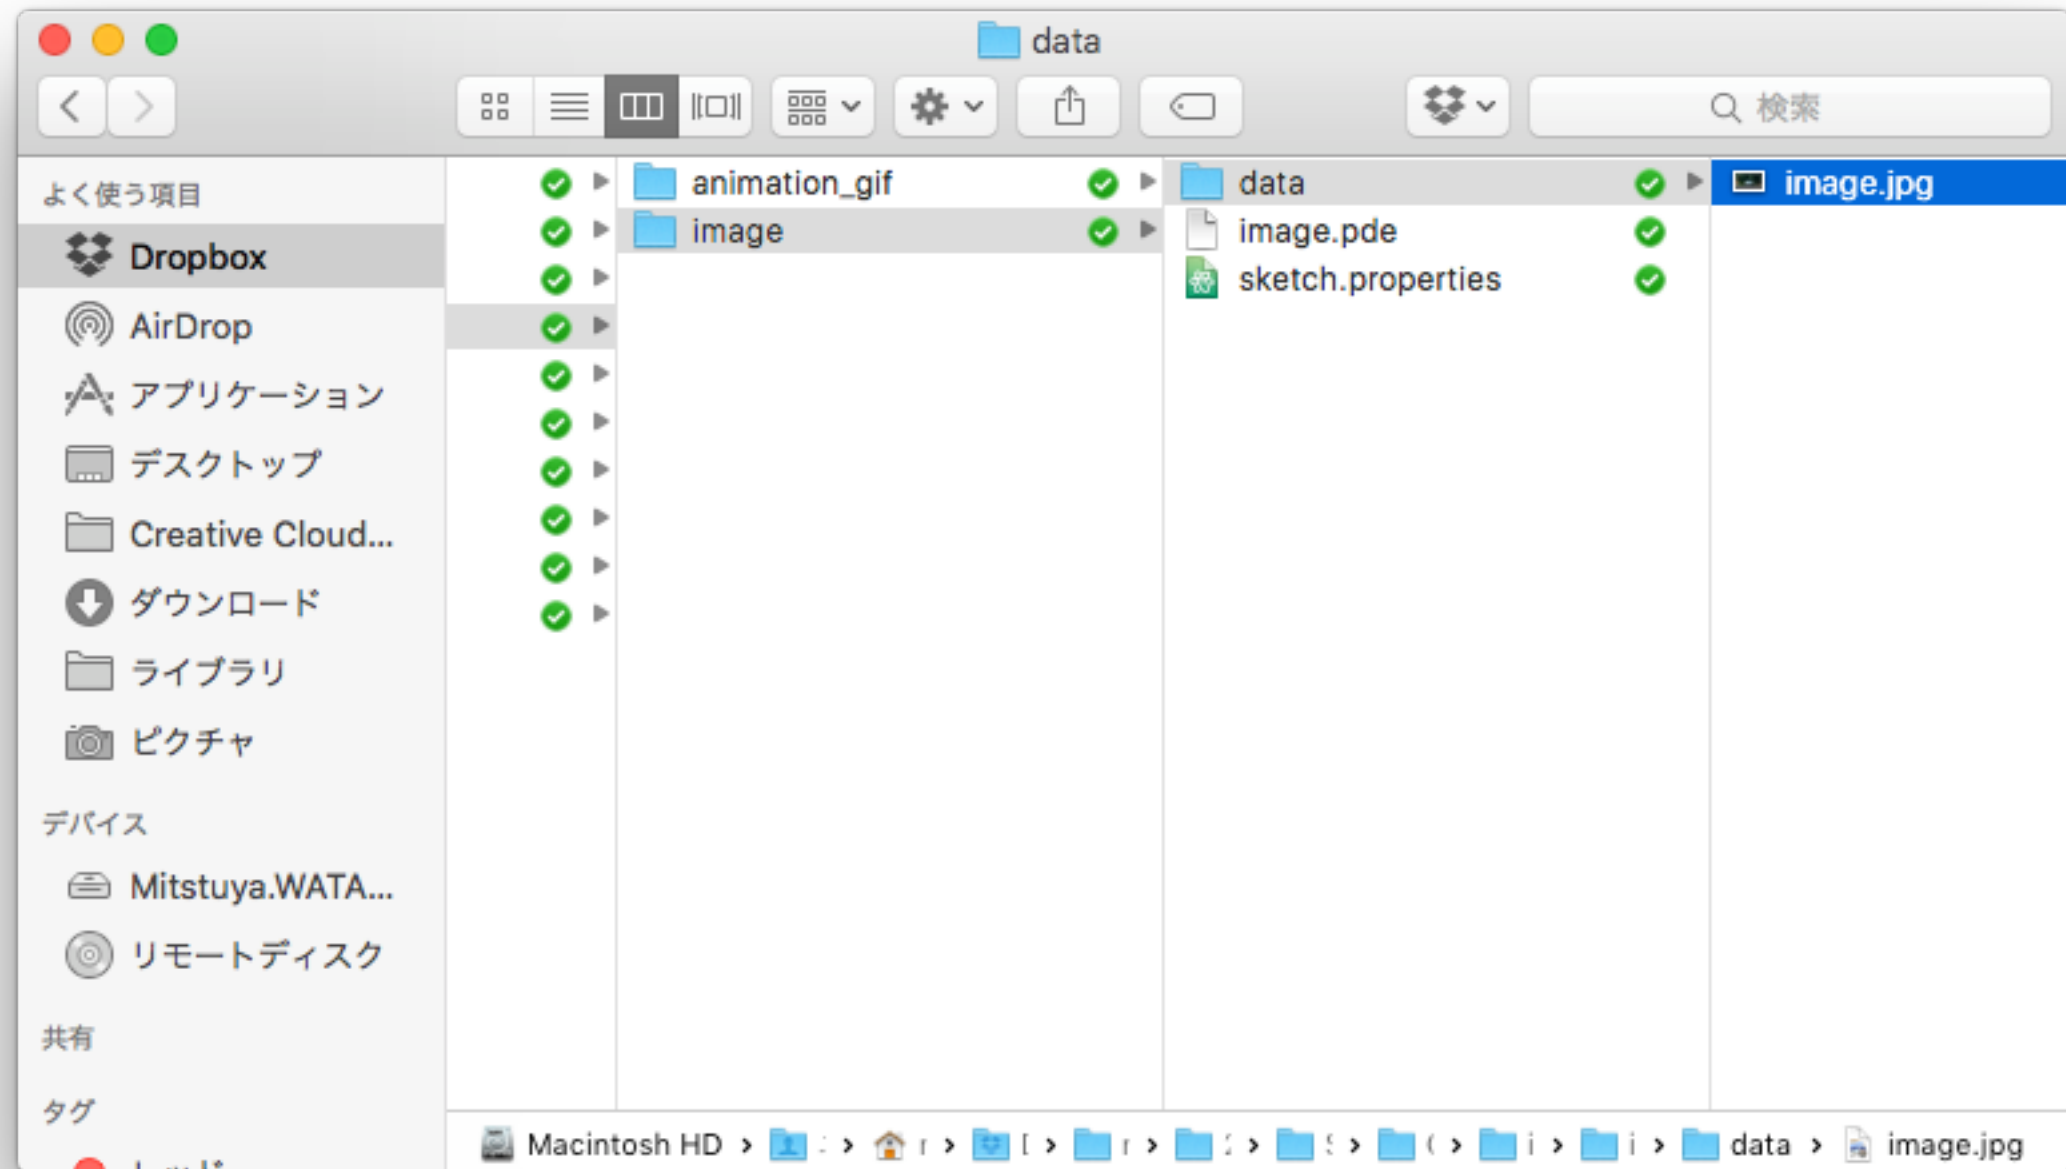 data
検索
よく使う項目
Dropbox
AirDrop
アプリケーション
デスクトップ
Creative Cloud...
ダウンロード
ライブラリ
ピクチャ
デバイス
Mitstuya.WATA...
リモートディスク
共有
タグ
レッド
animation_gif
image
data
image.pde
sketch.properties
image.jpg
Macintosh HD › › › › › › › › › › data › image.jpg